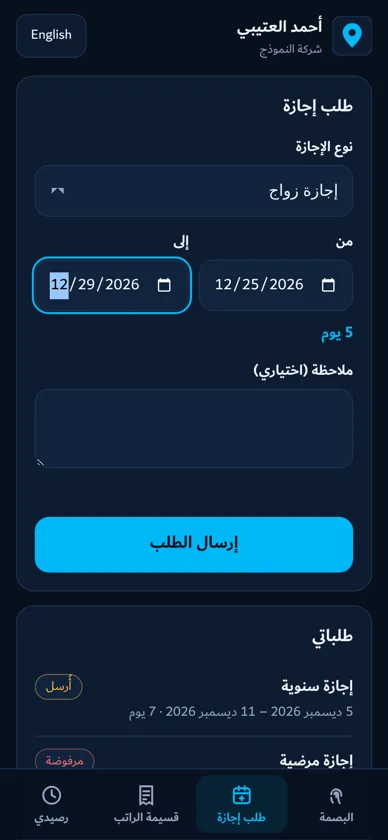 أحمد العتيبي
شركة النموذج
English
طلب إجازة
نوع الإجازة
إجازة زواج
من
إلى
12/25/2026
12/29/2026
5 يوم
ملاحظة (اختياري)
إرسال الطلب
طلباتي
إجازة سنوية
أُرسل
5 ديسمبر 2026 – 11 ديسمبر 2026 · 7 يوم
إجازة مرضية
مرفوضة
البصمة
طلب إجازة
قسيمة الراتب
رصيدي